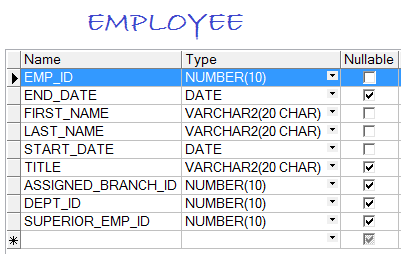 EMPLOYEE
Name Type Nullable
EMP_ID NUMBER(10)
END_DATE DATE
FIRST_NAME VARCHAR2(20 CHAR)
LAST_NAME VARCHAR2(20 CHAR)
START_DATE DATE
TITLE VARCHAR2(20 CHAR)
ASSIGNED_BRANCH_ID NUMBER(10)
DEPT_ID NUMBER(10)
SUPERIOR_EMP_ID NUMBER(10)